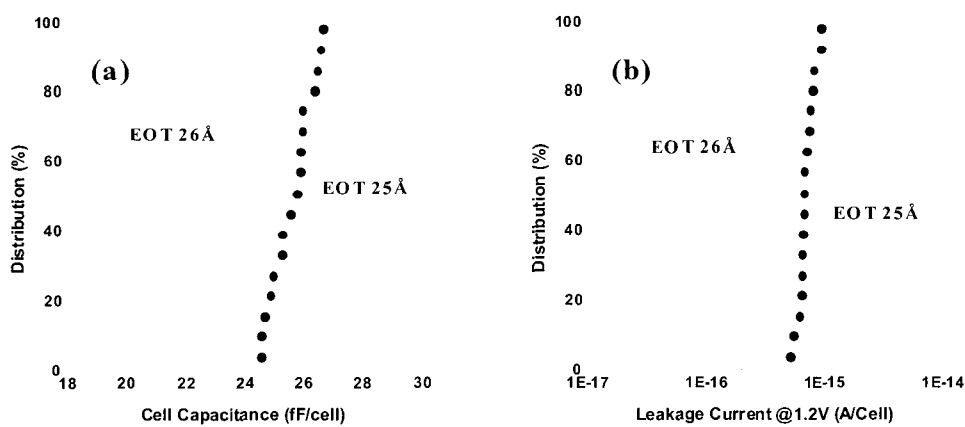 100
80
60
40
20
0
Distribution (%)
(a)
EOT 26Å
EOT 25Å
18 20 22 24 26 28 30
Cell Capacitance (fF/cell)
100
80
60
40
20
0
Distribution (%)
(b)
EOT 26Å
EOT 25Å
1E-17 1E-16 1E-15 1E-14
Leakage Current @1.2V (A/Cell)